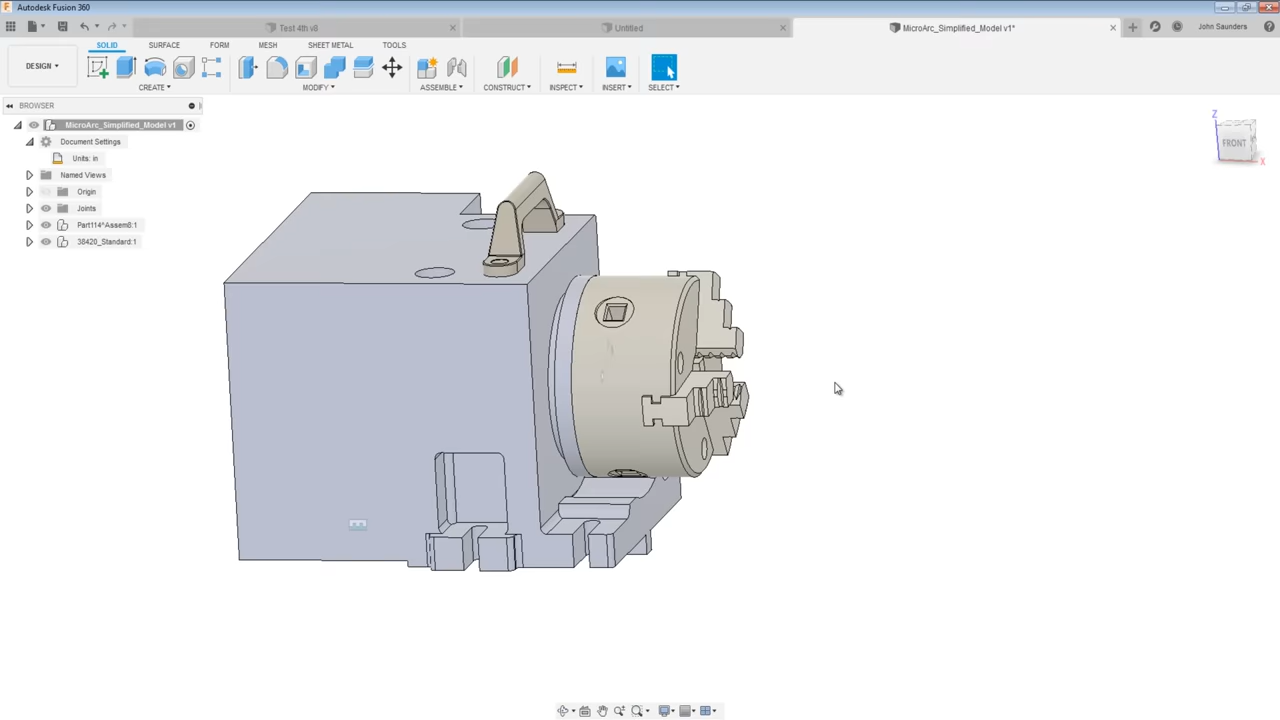 Autodesk Fusion 360
Test 4th v8
Untitled
MicroArc_Simplified_Model v1*
John Saunders
SOLID SURFACE FORM MESH SHEET METAL TOOLS
DESIGN
CREATE MODIFY ASSEMBLE CONSTRUCT INSPECT INSERT SELECT
BROWSER
MicroArc_Simplified_Model v1
Document Settings
Units: in
Named Views
Origin
Joints
Part114^Assem8:1
38420_Standard:1
Z
FRONT
X